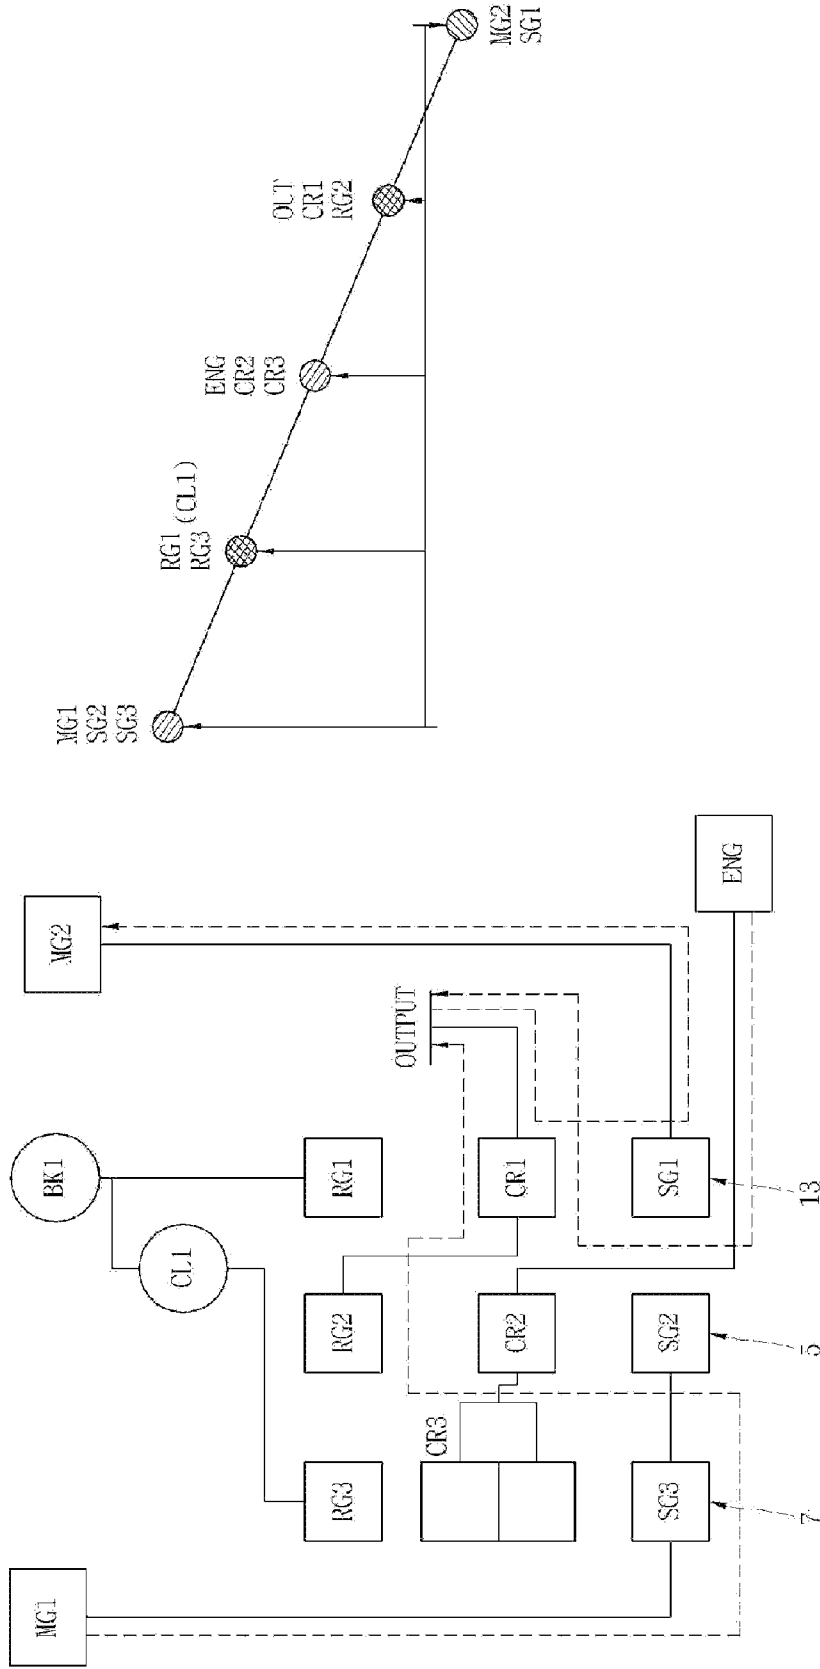 MG1
BK1
MG2
CL1
RG3
RG2
RG1
OUTPUT
CR3
CR2
CR1
SG3
SG2
SG1
ENG
7
5
13
MG1
SG2
SG3
RG1 (CL1)
RG3
ENG
CR2
CR3
OUT
CR1
RG2
MG2
SG1